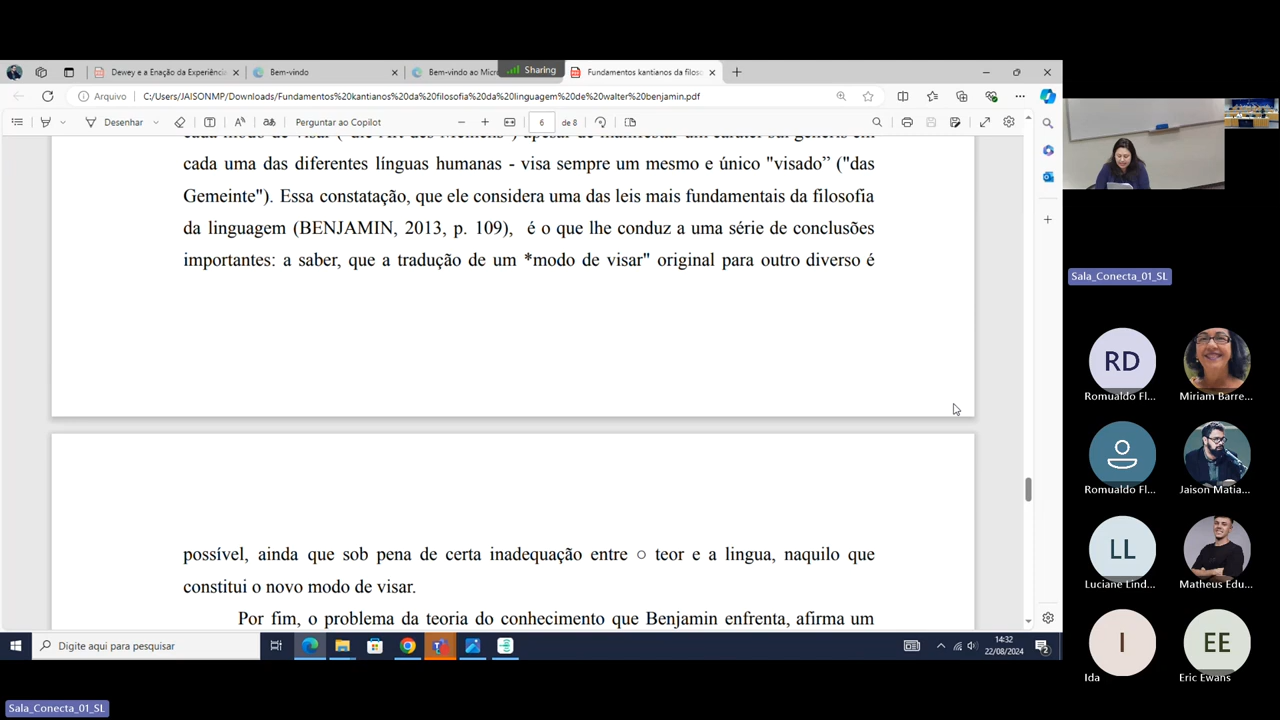 Dewey e a Enação da Experiênci
Bem-vindo
Bem-vindo ao Micr
Sharing
Fundamentos kantianos da filoso
Arquivo
C:/Users/JAISONMP/Downloads/Fundamentos%20kantianos%20da%20filosofia%20da%20linguagem%20de%20walter%20benjamin.pdf
Desenhar
Perguntar ao Copilot
6
de 8
cada uma das diferentes línguas humanas - visa sempre um mesmo e único "visado” ("das
Gemeinte"). Essa constatação, que ele considera uma das leis mais fundamentais da filosofia
da linguagem (BENJAMIN, 2013, p. 109), é o que lhe conduz a uma série de conclusões
importantes: a saber, que a tradução de um *modo de visar" original para outro diverso é
possível, ainda que sob pena de certa inadequação entre o teor e a lingua, naquilo que
constitui o novo modo de visar.
Por fim, o problema da teoria do conhecimento que Benjamin enfrenta, afirma um
Digite aqui para pesquisar
14:32
22/08/2024
2
Sala_Conecta_01_SL
Sala_Conecta_01_SL
RD
Romualdo Fl...
Miriam Barre...
Romualdo Fl...
Jaison Matia...
LL
Luciane Lind...
Matheus Edu...
I
Ida
EE
Eric Ewans